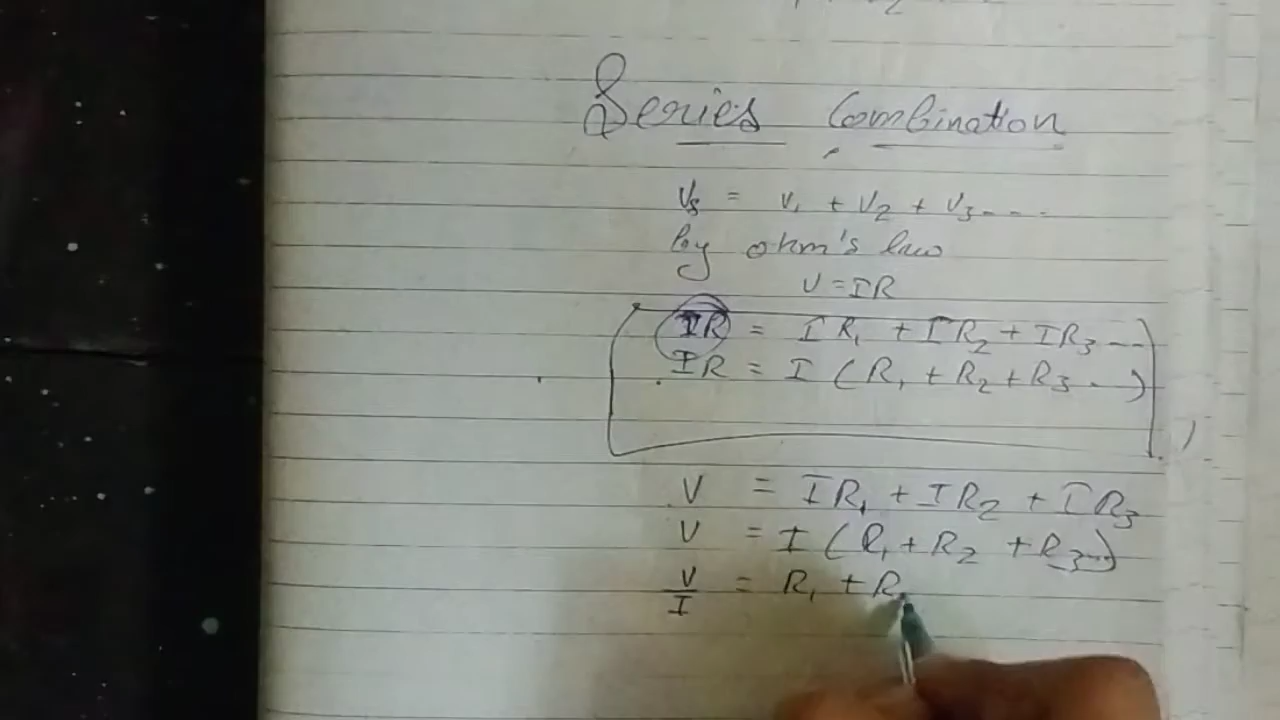 Series Combination
Vs = V1 + V2 + V3 - - -
by ohm's law
V = IR
IR = IR1 + IR2 + IR3 ---
IR = I (R1 + R2 + R3 - -)
V = IR1 + IR2 + IR3
V = I (R1 + R2 + R3...)
V/I = R1 + R